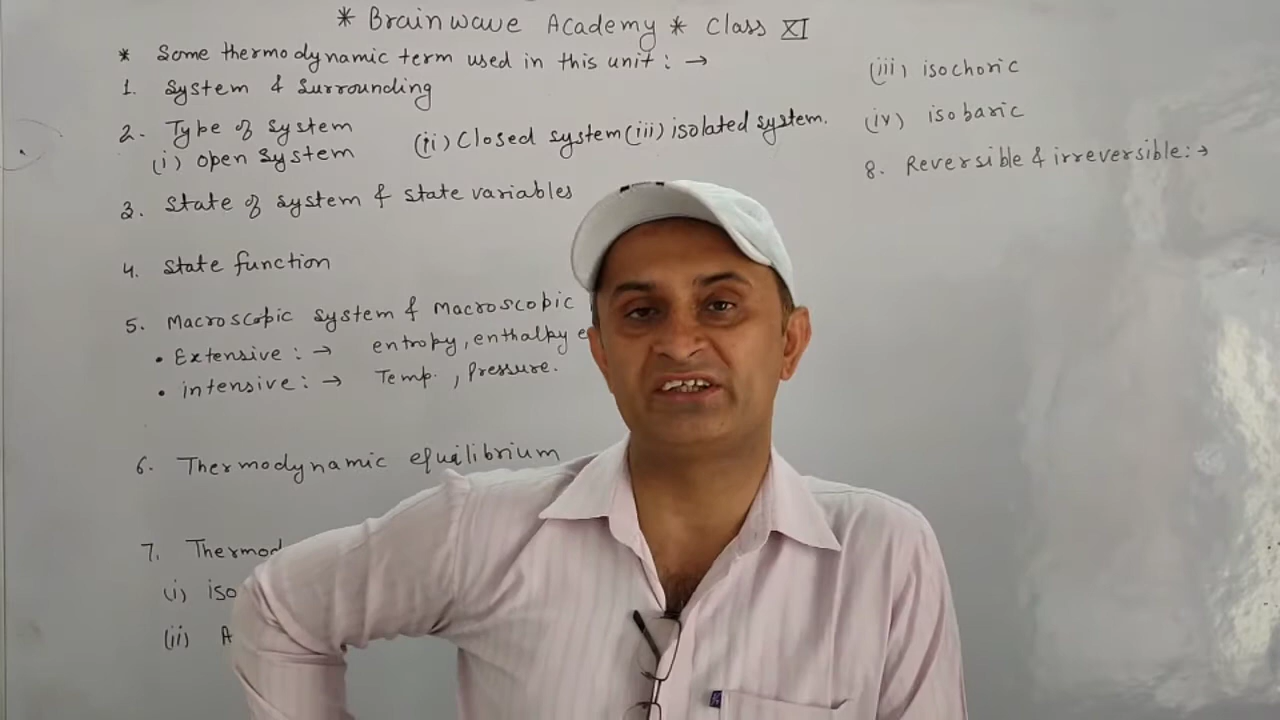 * Brainwave Academy * Class XI
* Some thermodynamic term used in this unit : →
1. System & Surrounding
2. Type of System
(i) open System (ii) Closed system (iii) isolated system.
3. State of system & state variables
4. State function
5. Macroscopic system & macroscopic
• Extensive : → entropy, enthalpy e
• intensive : → Temp. , Pressure.
6. Thermodynamic equilibrium
7. Thermod
(i) iso
(ii) A
(iii) isochoric
(iv) isobaric
8. Reversible & irreversible : →